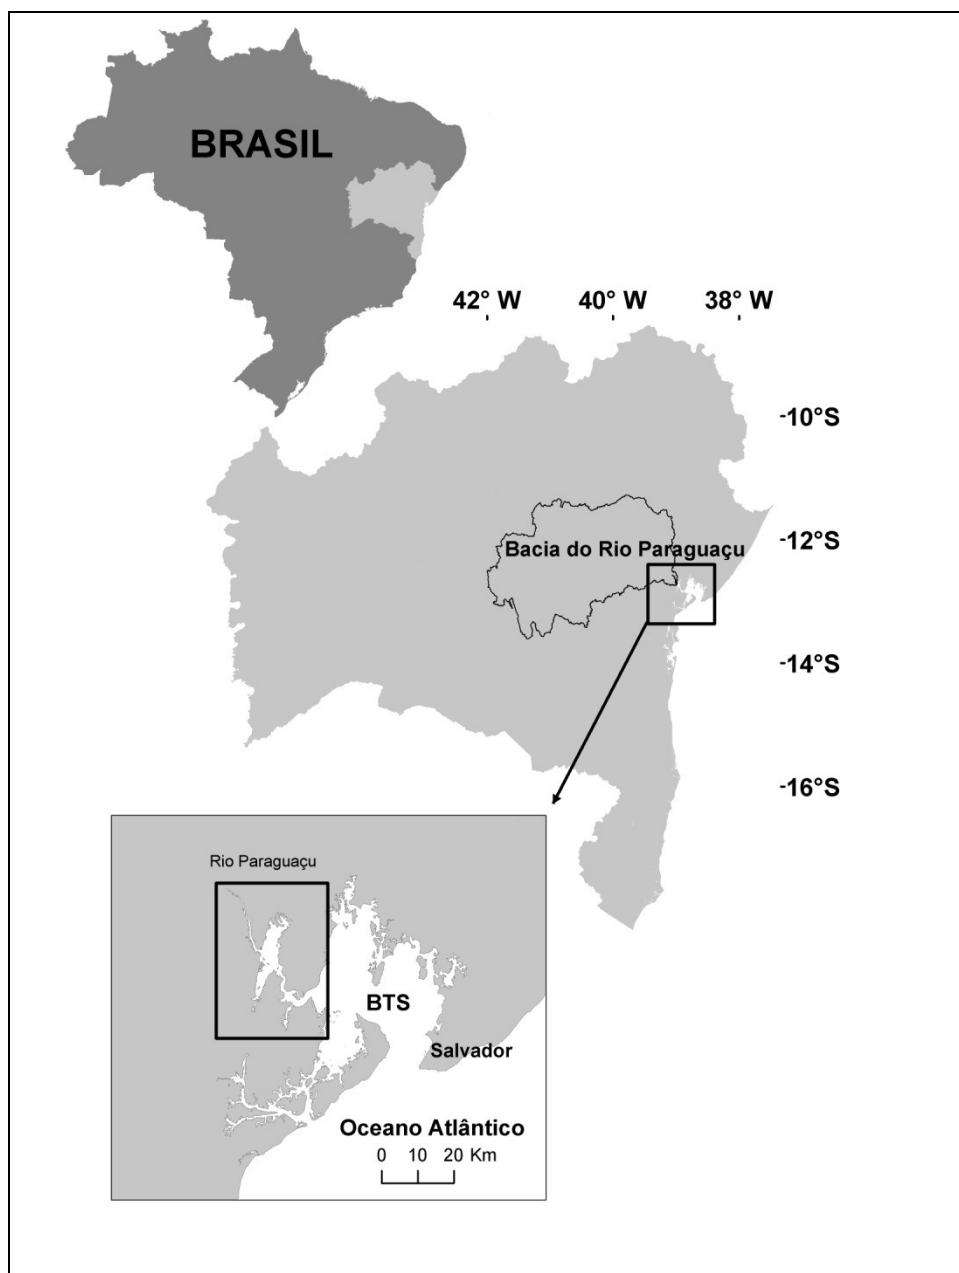 BRASIL
42° W 40° W 38° W
-10°S
-12°S
Bacia do Rio Paraguaçu
-14°S
-16°S
Rio Paraguaçu
BTS
Salvador
Oceano Atlântico
0 10 20 Km